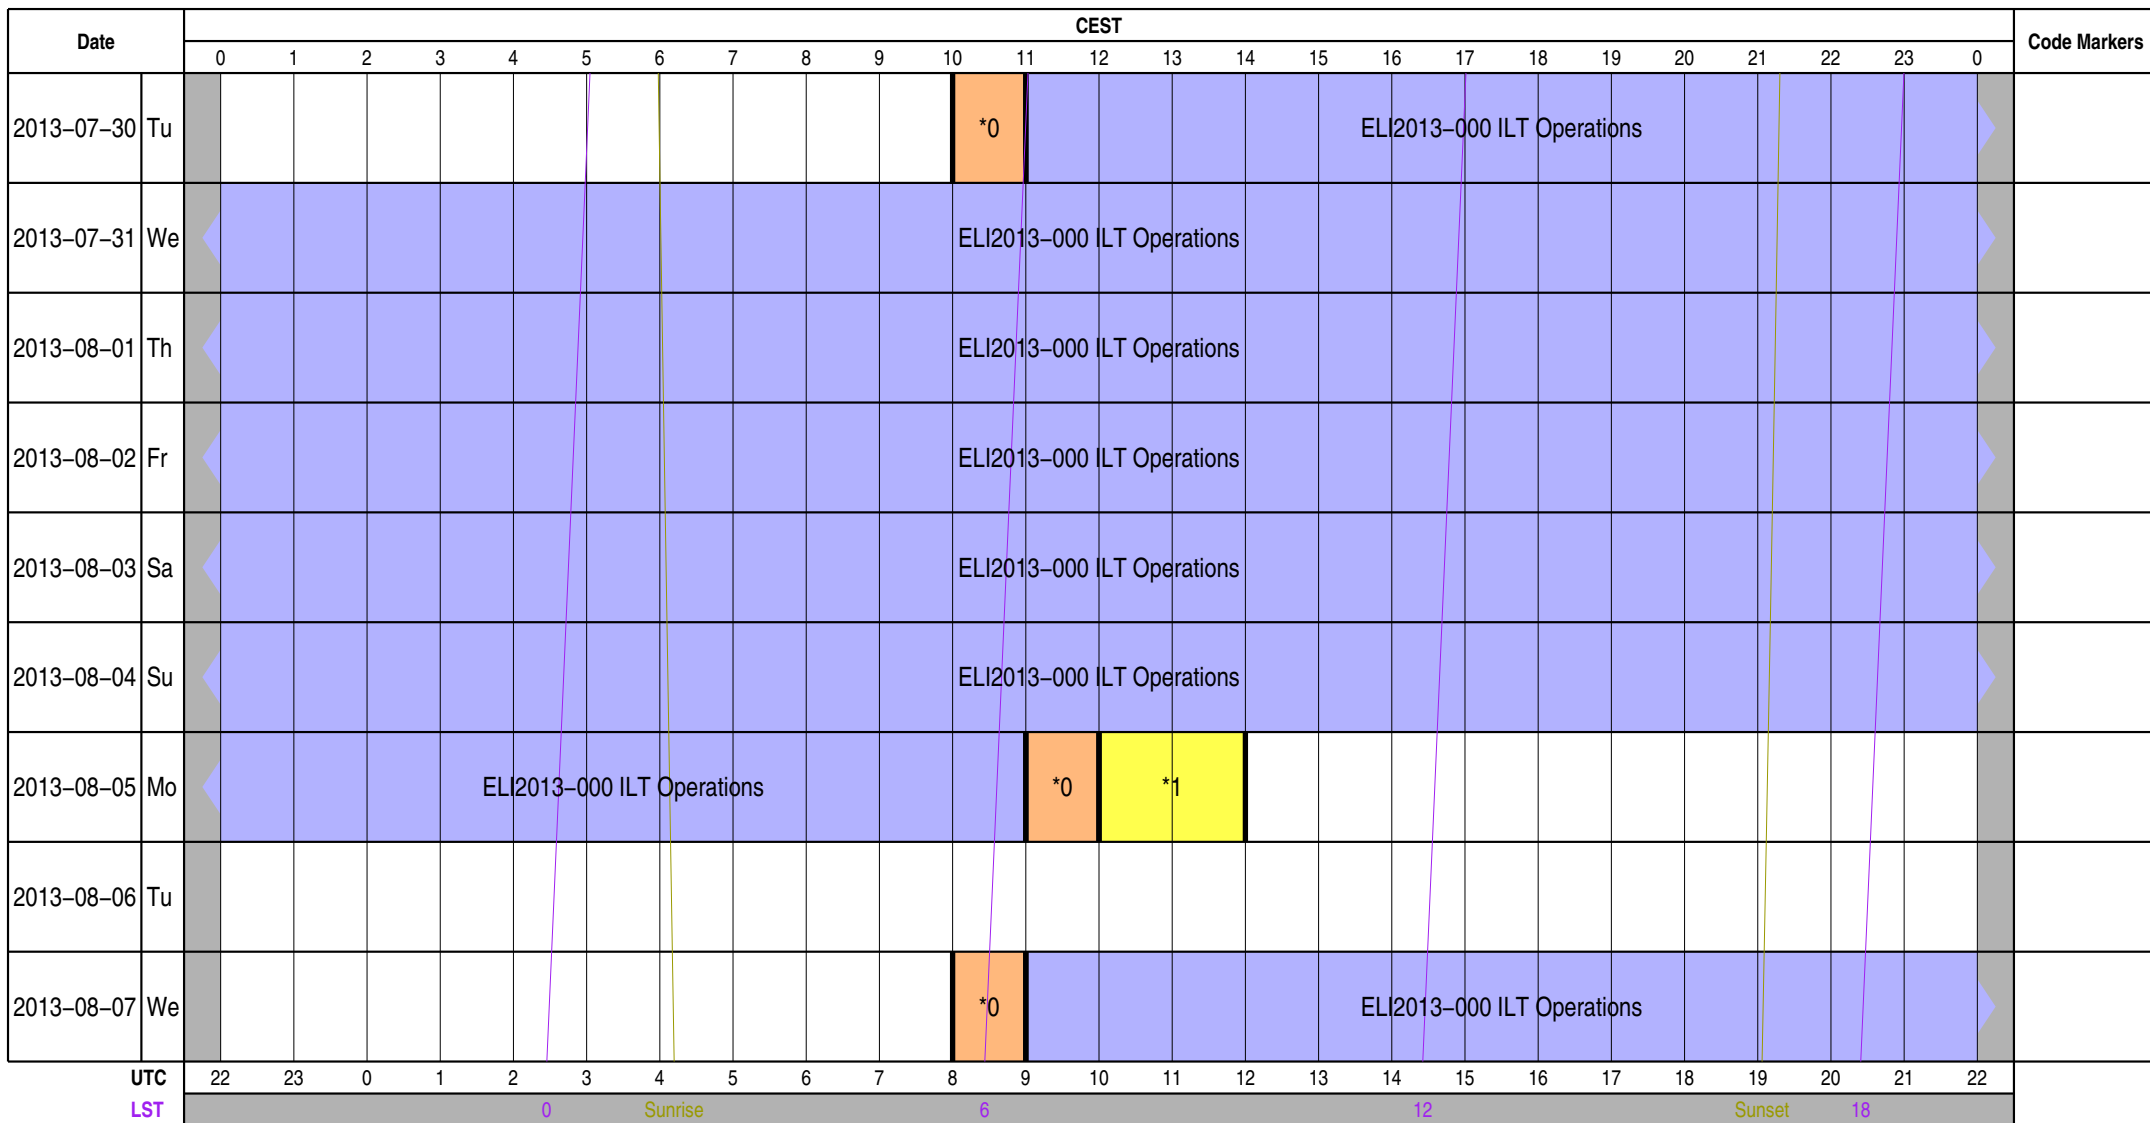 Date CEST Code Markers
0 1 2 3 4 5 6 7 8 9 10 11 12 13 14 15 16 17 18 19 20 21 22 23 0
2013−07−30 Tu *0 ELI2013−000 ILT Operations
2013−07−31 We ELI2013−000 ILT Operations
2013−08−01 Th ELI2013−000 ILT Operations
2013−08−02 Fr ELI2013−000 ILT Operations
2013−08−03 Sa ELI2013−000 ILT Operations
2013−08−04 Su ELI2013−000 ILT Operations
2013−08−05 Mo ELI2013−000 ILT Operations *0 *1
2013−08−06 Tu
2013−08−07 We *0 ELI2013−000 ILT Operations
UTC 22 23 0 1 2 3 4 5 6 7 8 9 10 11 12 13 14 15 16 17 18 19 20 21 22
LST 0 Sunrise 6 12 Sunset 18